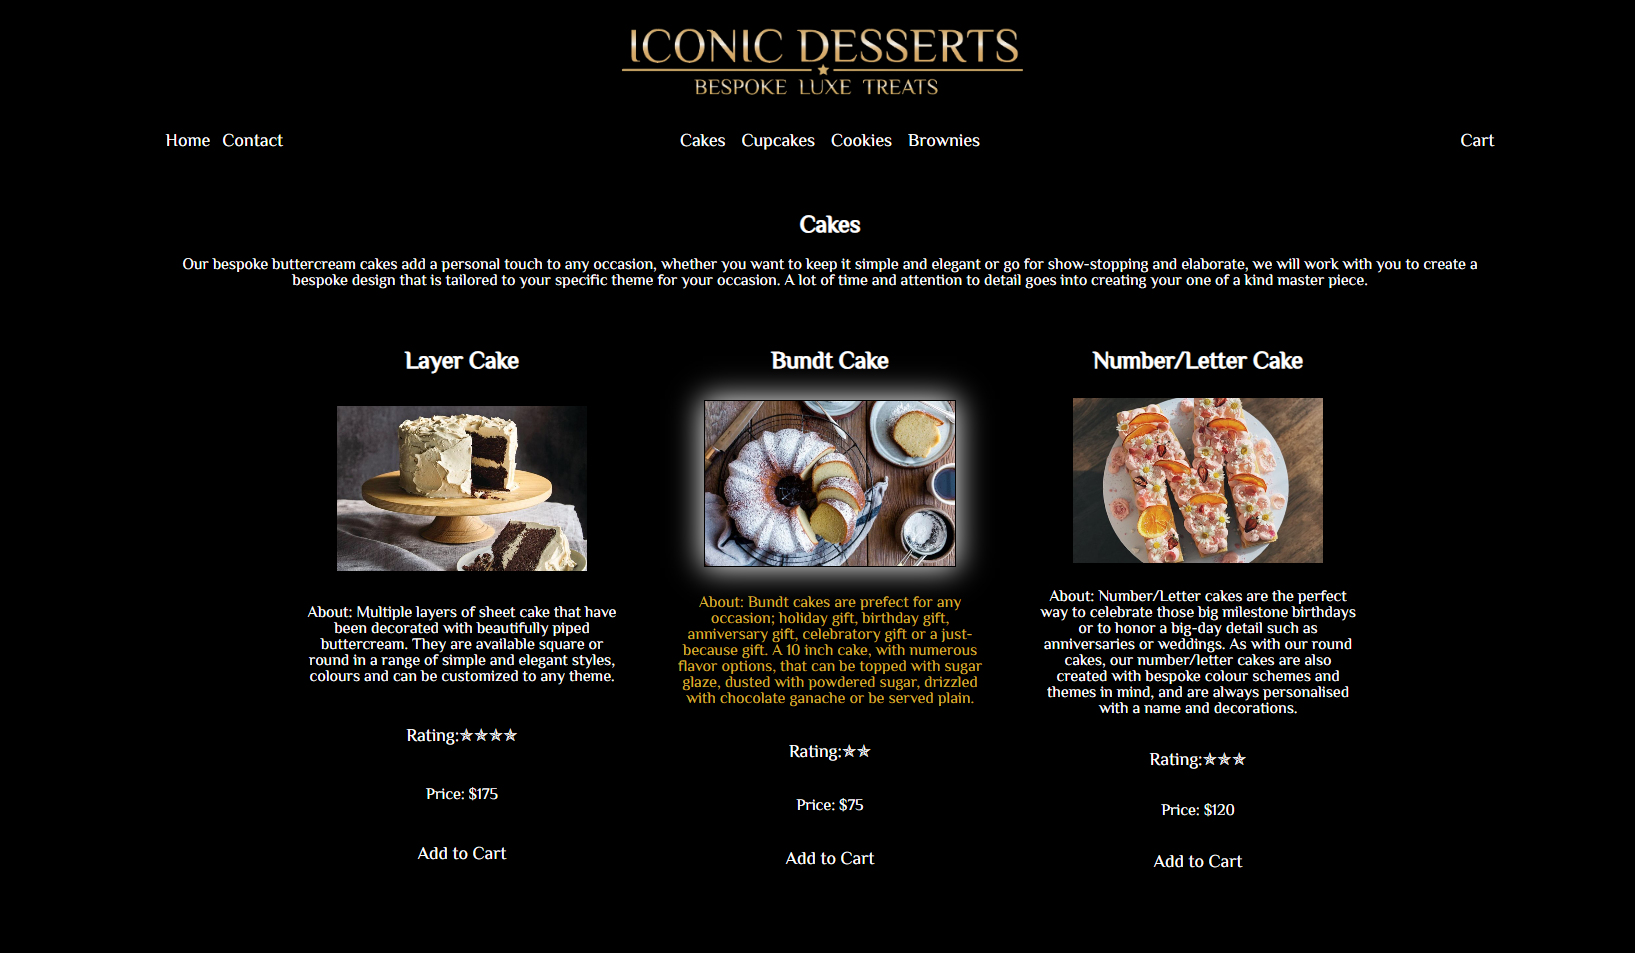 ICONIC DESSERTS
BESPOKE LUXE TREATS
Home Contact
Cakes Cupcakes Cookies Brownies
Cart
Cakes
Our bespoke buttercream cakes add a personal touch to any occasion, whether you want to keep it simple and elegant or go for show-stopping and elaborate, we will work with you to create a
bespoke design that is tailored to your specific theme for your occasion. A lot of time and attention to detail goes into creating your one of a kind master piece.
Layer Cake
About: Multiple layers of sheet cake that have
been decorated with beautifully piped
buttercream. They are available square or
round in a range of simple and elegant styles,
colours and can be customized to any theme.
Rating:✯✯✯✯
Price: $175
Add to Cart
Bundt Cake
About: Bundt cakes are prefect for any
occasion; holiday gift, birthday gift,
anniversary gift, celebratory gift or a just-
because gift. A 10 inch cake, with numerous
flavor options, that can be topped with sugar
glaze, dusted with powdered sugar, drizzled
with chocolate ganache or be served plain.
Rating:✯✯
Price: $75
Add to Cart
Number/Letter Cake
About: Number/Letter cakes are the perfect
way to celebrate those big milestone birthdays
or to honor a big-day detail such as
anniversaries or weddings. As with our round
cakes, our number/letter cakes are also
created with bespoke colour schemes and
themes in mind, and are always personalised
with a name and decorations.
Rating:✯✯✯
Price: $120
Add to Cart